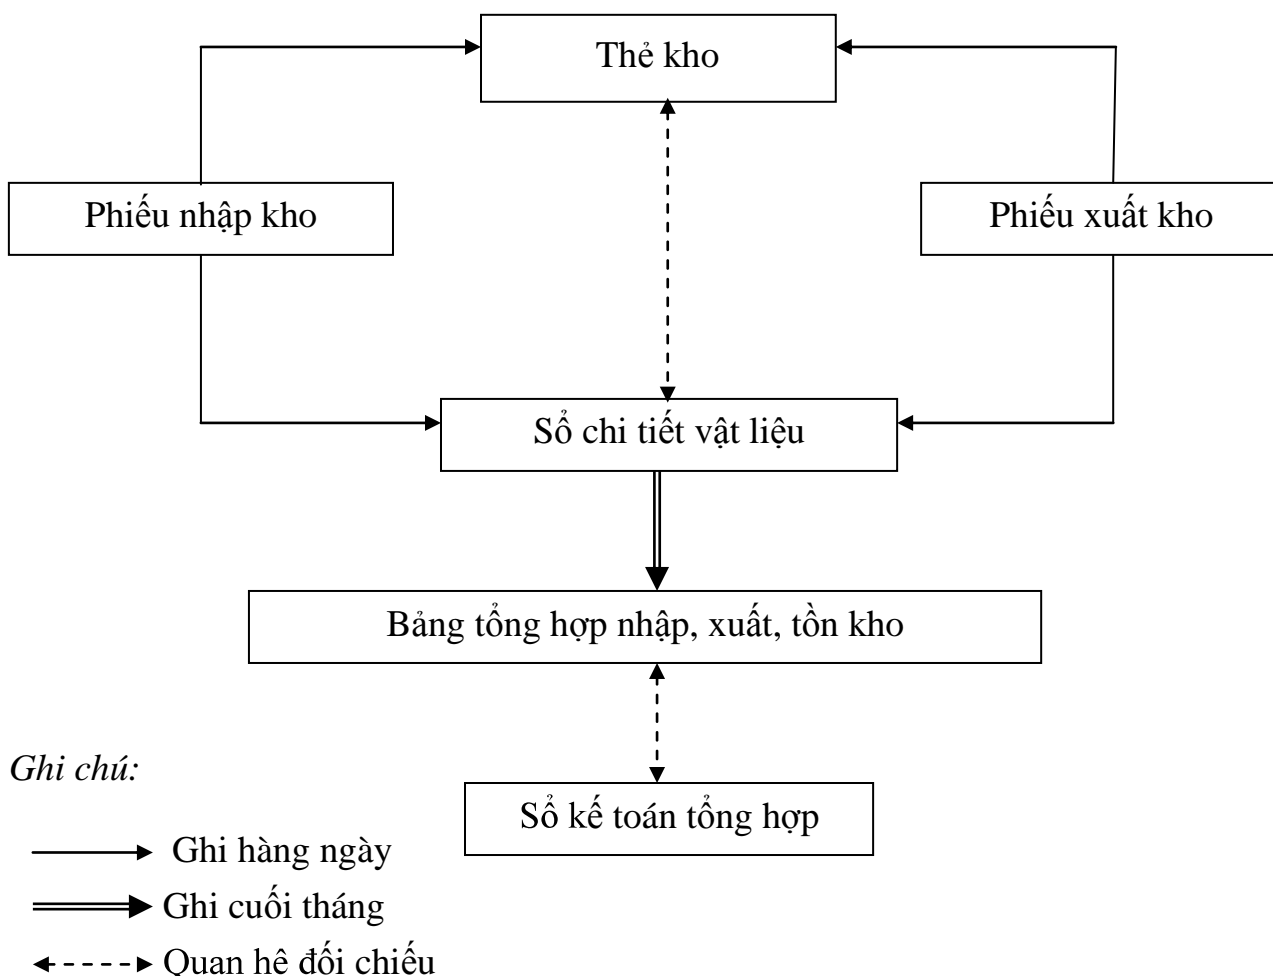 Thẻ kho
Phiếu nhập kho
Phiếu xuất kho
Sổ chi tiết vật liệu
Bảng tổng hợp nhập, xuất, tồn kho
Sổ kế toán tổng hợp
Ghi chú:
Ghi hàng ngày
Ghi cuối tháng
Quan hê đối chiếu